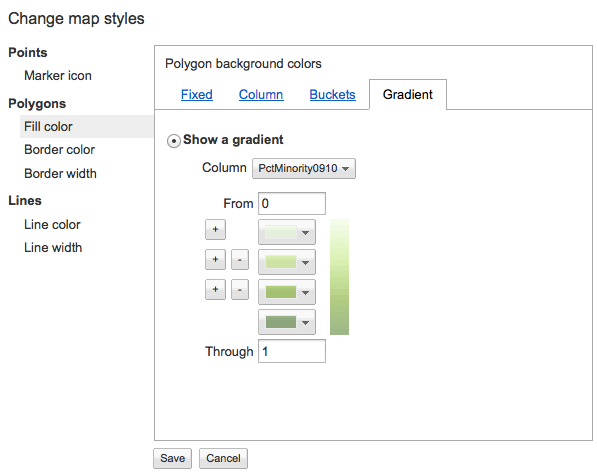 Change map styles
Points
Marker icon
Polygons
Fill color
Border color
Border width
Lines
Line color
Line width
Polygon background colors
Fixed Column Buckets Gradient
Show a gradient
Column PctMinority0910
From 0
+
+ -
+ -
Through 1
Save Cancel